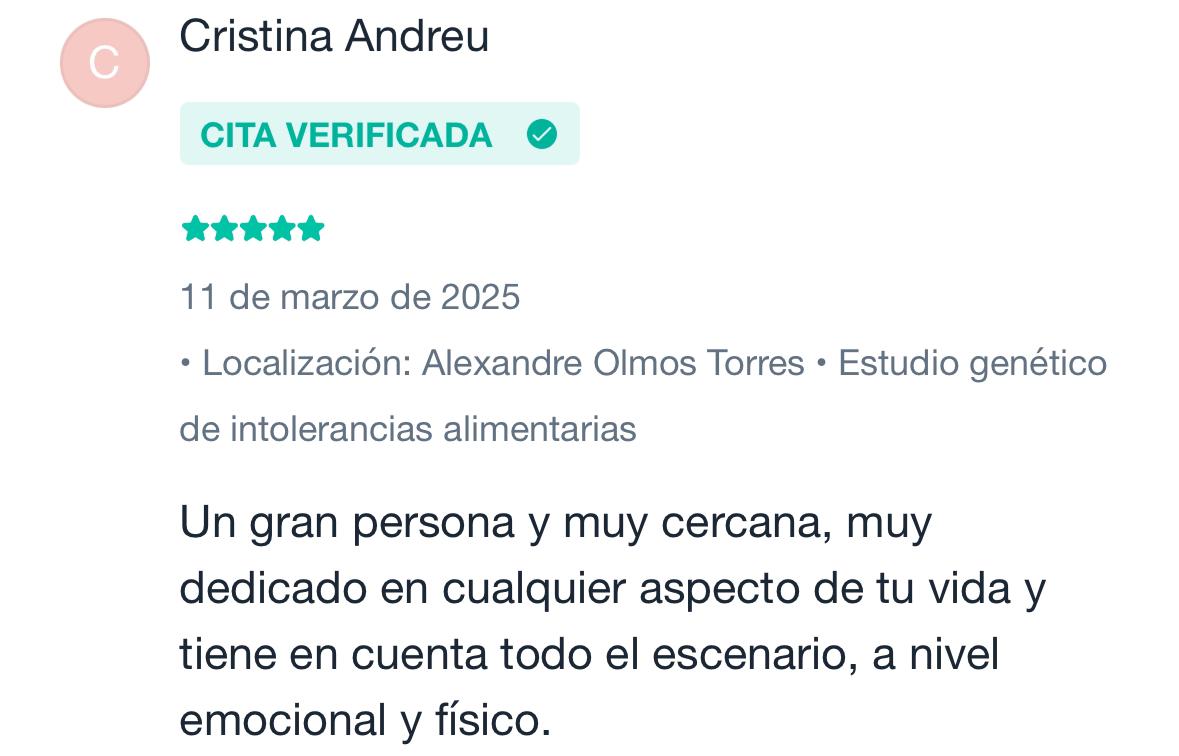 C
Cristina Andreu
CITA VERIFICADA
11 de marzo de 2025
• Localización: Alexandre Olmos Torres • Estudio genético
de intolerancias alimentarias
Un gran persona y muy cercana, muy
dedicado en cualquier aspecto de tu vida y
tiene en cuenta todo el escenario, a nivel
emocional y físico.